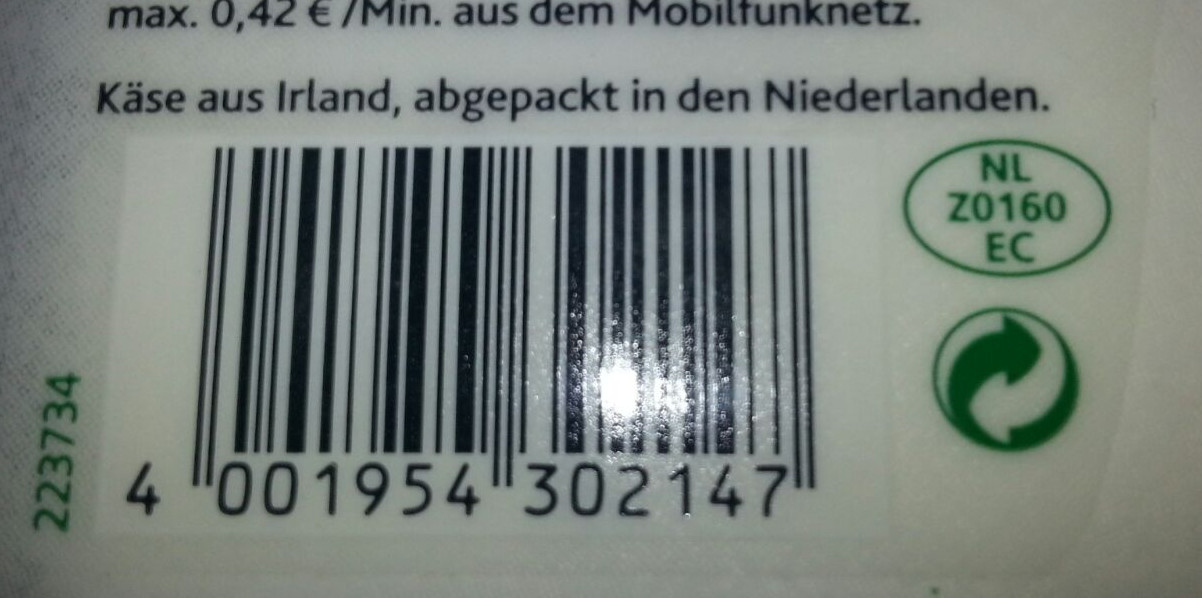 max. 0,42 €/Min. aus dem Mobilfunknetz.
Käse aus Irland, abgepackt in den Niederlanden.
NL
Z0160
EC
223734
4 001954 302147